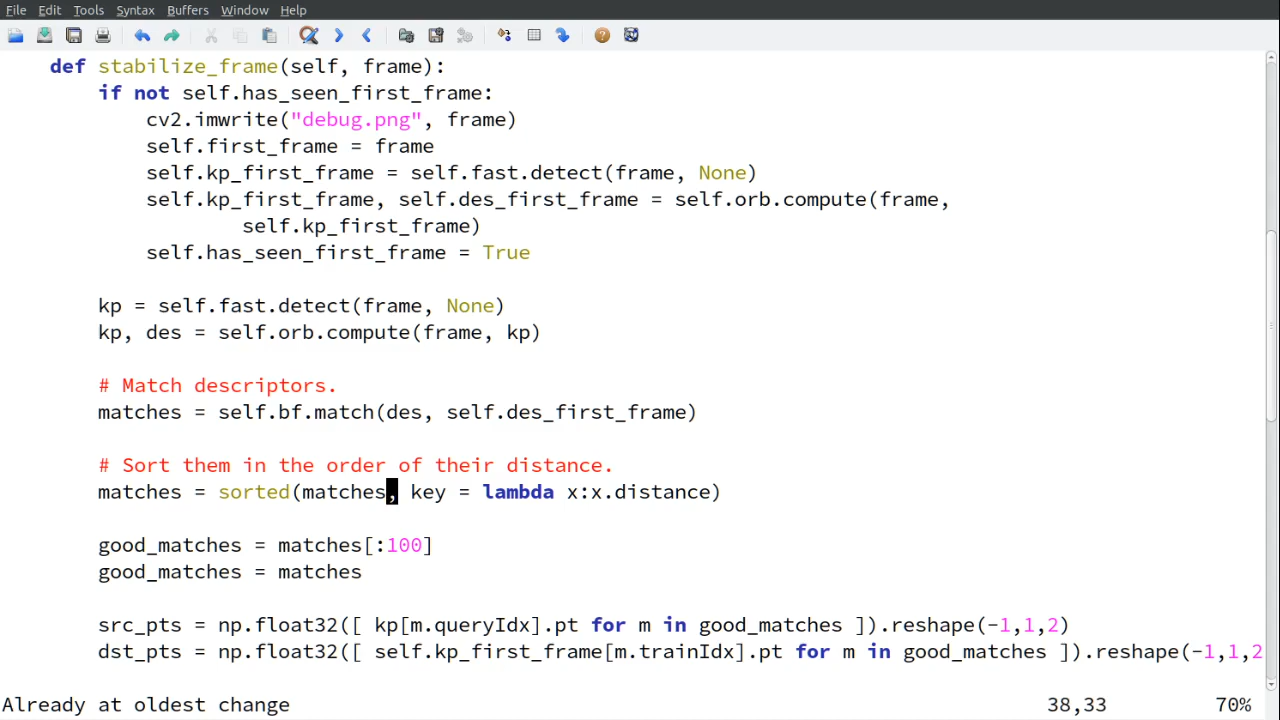 File Edit Tools Syntax Buffers Window Help
    def stabilize_frame(self, frame):
        if not self.has_seen_first_frame:
            cv2.imwrite("debug.png", frame)
            self.first_frame = frame
            self.kp_first_frame = self.fast.detect(frame, None)
            self.kp_first_frame, self.des_first_frame = self.orb.compute(frame,
                    self.kp_first_frame)
            self.has_seen_first_frame = True

        kp = self.fast.detect(frame, None)
        kp, des = self.orb.compute(frame, kp)

        # Match descriptors.
        matches = self.bf.match(des, self.des_first_frame)

        # Sort them in the order of their distance.
        matches = sorted(matches, key = lambda x:x.distance)

        good_matches = matches[:100]
        good_matches = matches

        src_pts = np.float32([ kp[m.queryIdx].pt for m in good_matches ]).reshape(-1,1,2)
        dst_pts = np.float32([ self.kp_first_frame[m.trainIdx].pt for m in good_matches ]).reshape(-1,1,2
Already at oldest change 38,33 70%